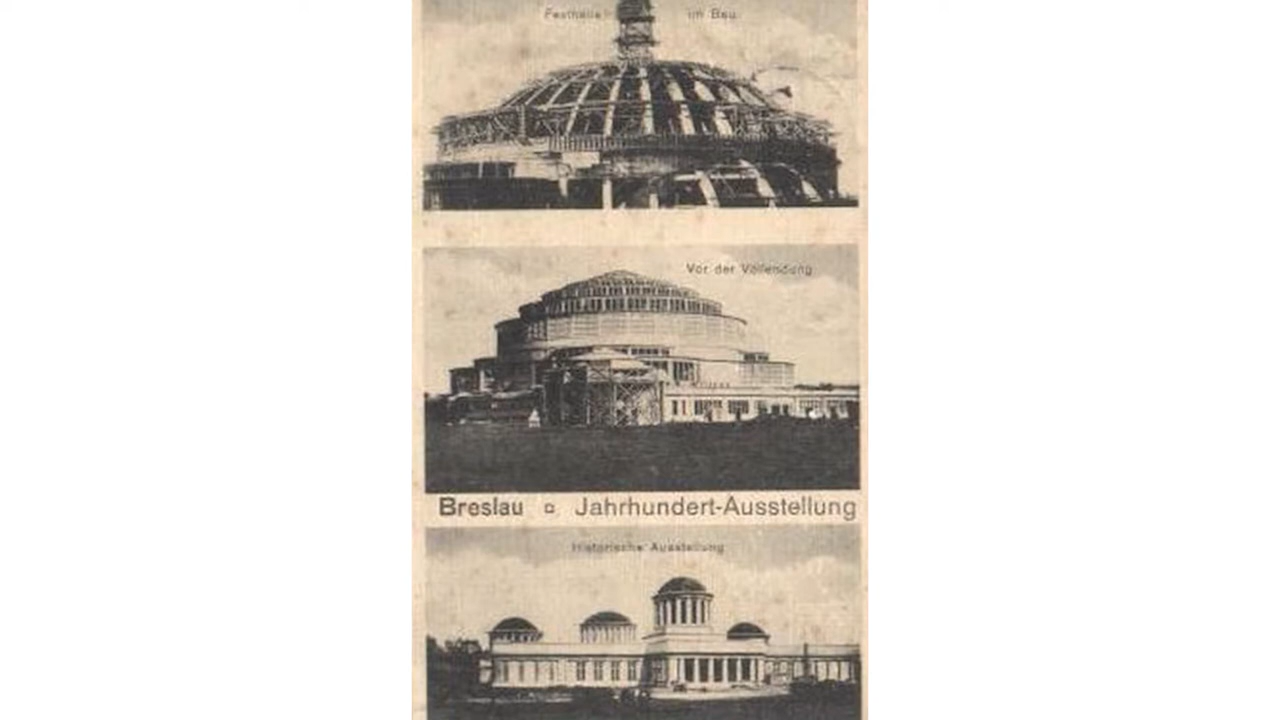 Festhalle im Bau.
Vor der Vollendung
Breslau ¤ Jahrhundert-Ausstellung
Historische Ausstellung